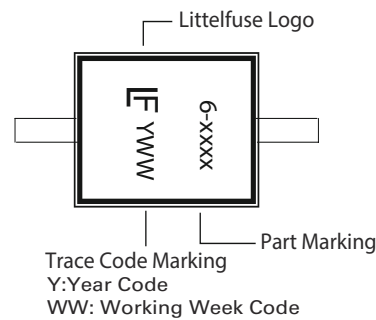 Littelfuse Logo
LF YWW
6-xxxx
Part Marking
Trace Code Marking
Y:Year Code
WW: Working Week Code